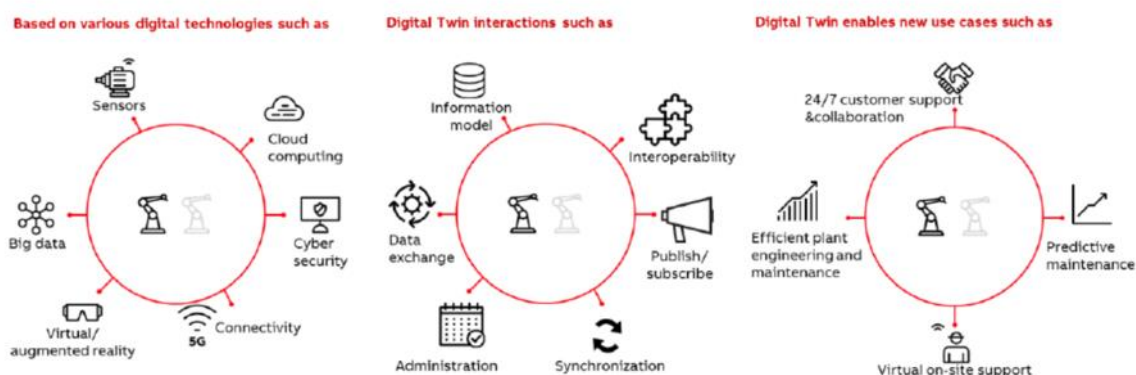 Based on various digital technologies such as
Sensors
Cloud
computing
Big data
Cyber
security
Virtual/
augmented reality
5G
Connectivity
Digital Twin interactions such as
Information
model
Interoperability
Data
exchange
Publish/
subscribe
Administration
Synchronization
Digital Twin enables new use cases such as
24/7 customer support
&collaboration
Efficient plant
engineering and
maintenance
Predictive
maintenance
Virtual on-site support